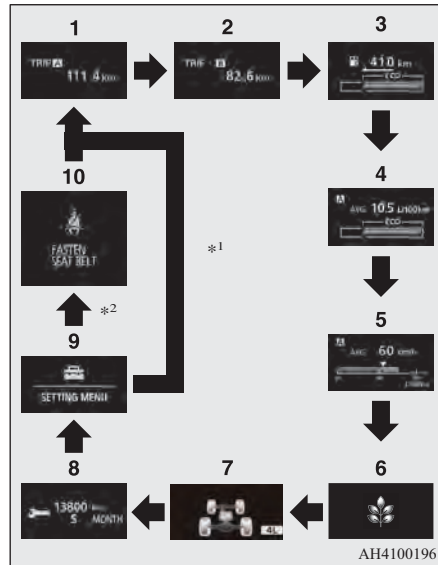 1
2
3
TRIP A
111.4 km
TRIP B
82.6 km
410 km
ECO
4
10
A
AVG 10.5 L/100km
ECO
*1
FASTEN
SEAT BELT
5
*2
9
A
AVG 60 km/h
SETTING MENU
8
7
6
13800 km
5 MONTH
4L
AH4100196